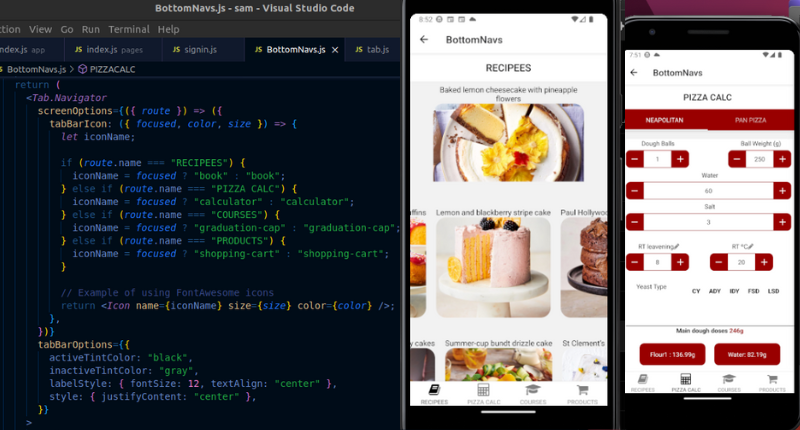 BottomNavs.js - sam - Visual Studio Code
ction View Go Run Terminal Help
ndex.js app
JS index.js pages
JS signin.js
JS BottomNavs.js ×
JS tab.js
BottomNavs.js > PIZZACALC
return (
<Tab.Navigator
screenOptions={({ route }) => ({
tabBarIcon: ({ focused, color, size }) => {
let iconName;
if (route.name === "RECIPEES") {
iconName = focused ? "book" : "book";
} else if (route.name === "PIZZA CALC") {
iconName = focused ? "calculator" : "calculator";
} else if (route.name === "COURSES") {
iconName = focused ? "graduation-cap" : "graduation-cap";
} else if (route.name === "PRODUCTS") {
iconName = focused ? "shopping-cart" : "shopping-cart";
}
// Example of using FontAwesome icons
return <Icon name={iconName} size={size} color={color} />;
},
})}
tabBarOptions={{
activeTintColor: "black",
inactiveTintColor: "gray",
labelStyle: { fontSize: 12, textAlign: "center" },
style: { justifyContent: "center" },
}}
>
8:52
← BottomNavs
RECIPEES
Baked lemon cheesecake with pineapple
flowers
ffins
Lemon and blackberry stripe cake
Paul Hollywoo
y cakes
Summer-cup bundt drizzle cake
St Clement's
RECIPEES
PIZZA CALC
COURSES
PRODUCTS
7:51
← BottomNavs
PIZZA CALC
NEAPOLITAN
PAN PIZZA
Dough Balls
Ball Weight (g)
− 1 +
− 250 +
Water
− 60 +
Salt
− 3 +
RT leavening
RT °C
− 8 +
− 20 +
Yeast Type
CY ADY IDY FSD LSD
Main dough doses 246g
Flour1 : 136.99g
Water: 82.19g
RECIPEES
PIZZA CALC
COURSES
PRODUCTS